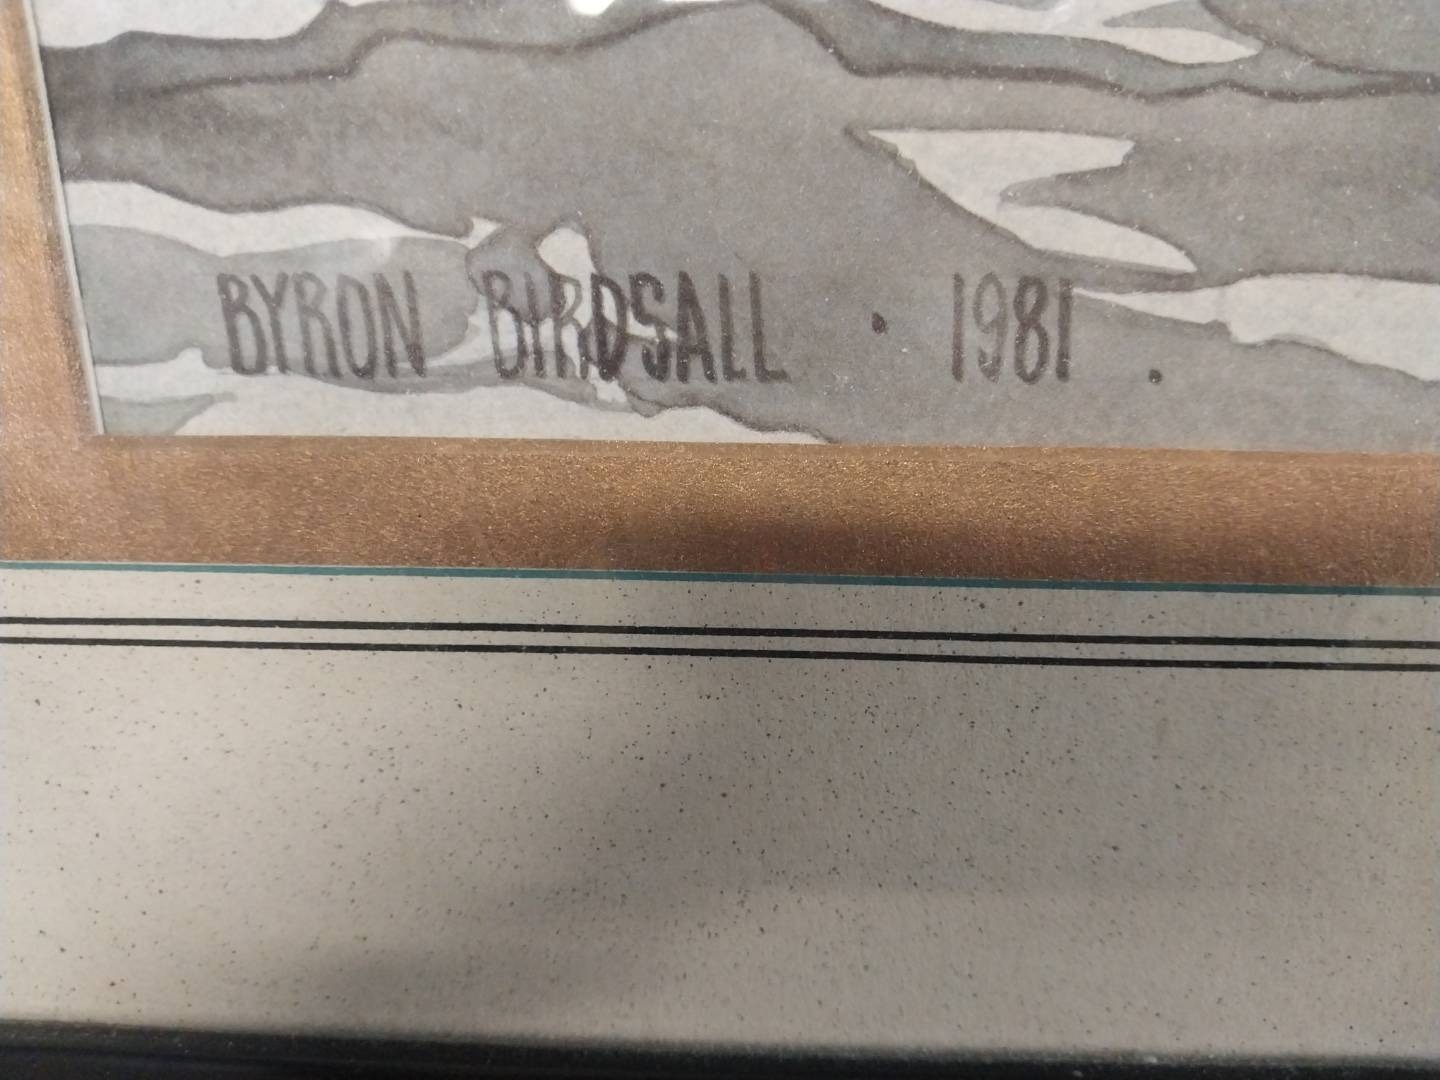 BYRON BIRDSALL · 1981 .